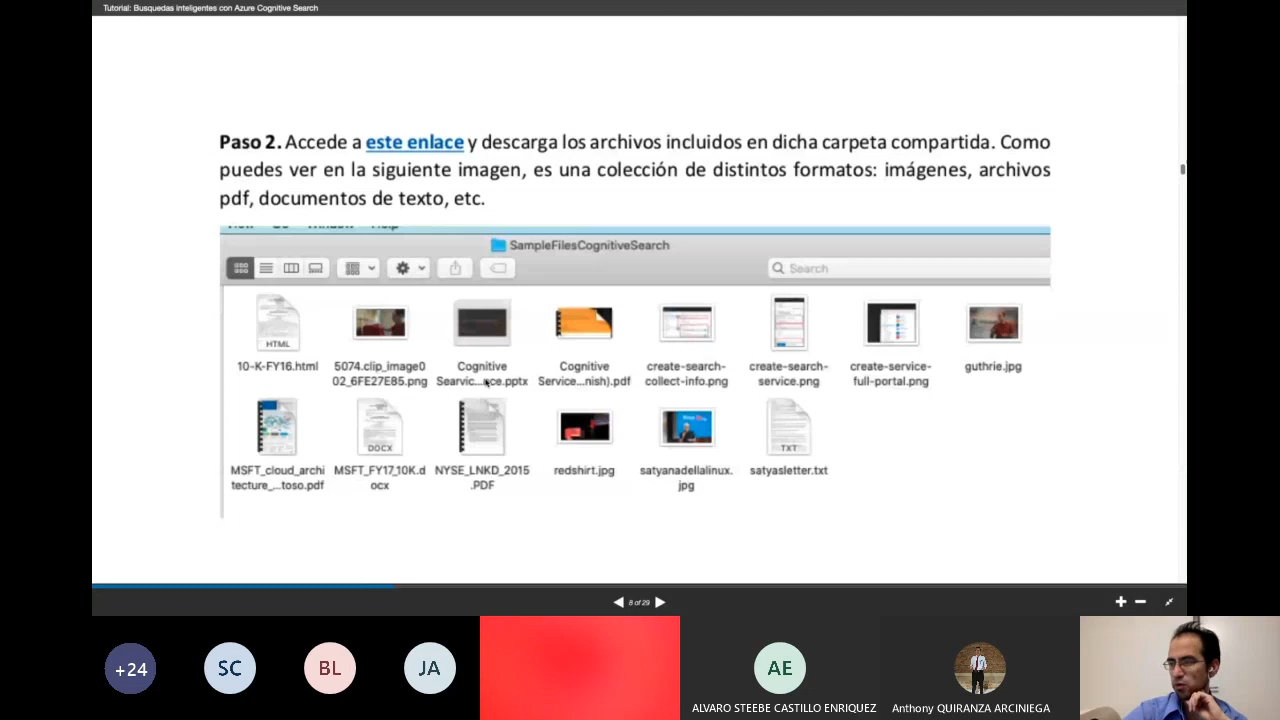 Tutorial: Busquedas inteligentes con Azure Cognitive Search
Paso 2. Accede a este enlace y descarga los archivos incluidos en dicha carpeta compartida. Como
puedes ver en la siguiente imagen, es una colección de distintos formatos: imágenes, archivos
pdf, documentos de texto, etc.
SampleFilesCognitiveSearch
Search
HTML
10-K-FY16.html
5074.clip_image0
02_6FE27E85.png
Cognitive
Searvic...ce.pptx
Cognitive
Service...nish).pdf
create-search-
collect-info.png
create-search-
service.png
create-service-
full-portal.png
guthrie.jpg
DOCX
TXT
MSFT_cloud_archi
tecture_...toso.pdf
MSFT_FY17_10K.d
ocx
NYSE_LNKD_2015
.PDF
redshirt.jpg
satyanadellalinux.
jpg
satyasletter.txt
8 of 29
+24
SC
BL
JA
AE
ALVARO STEEBE CASTILLO ENRIQUEZ
Anthony QUIRANZA ARCINIEGA